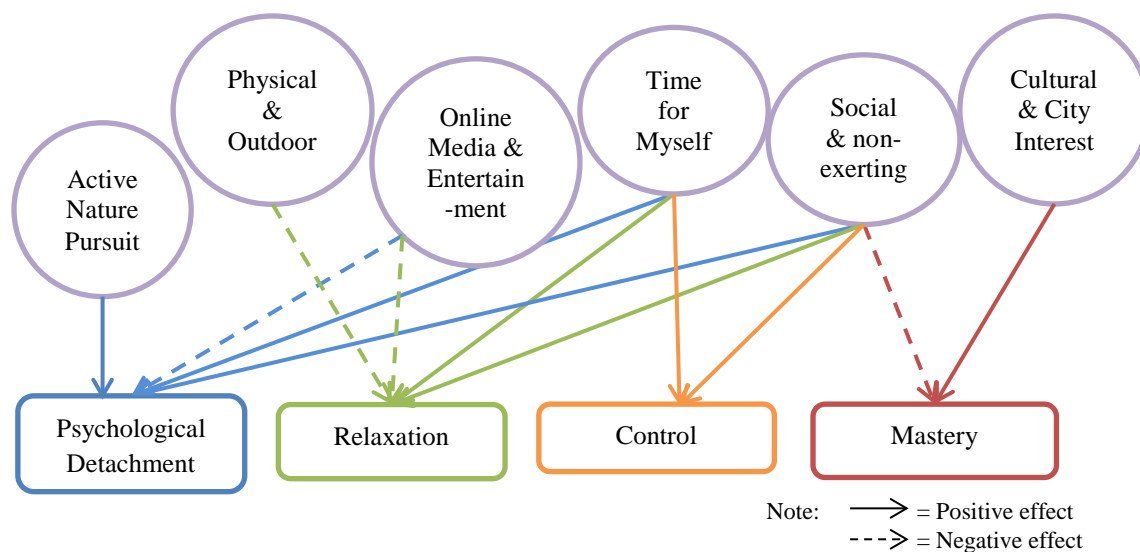 Active
Nature
Pursuit
Physical
&
Outdoor
Online
Media &
Entertain
-ment
Time
for
Myself
Social
& non-
exerting
Cultural
& City
Interest
Psychological
Detachment
Relaxation
Control
Mastery
Note:
= Positive effect
= Negative effect